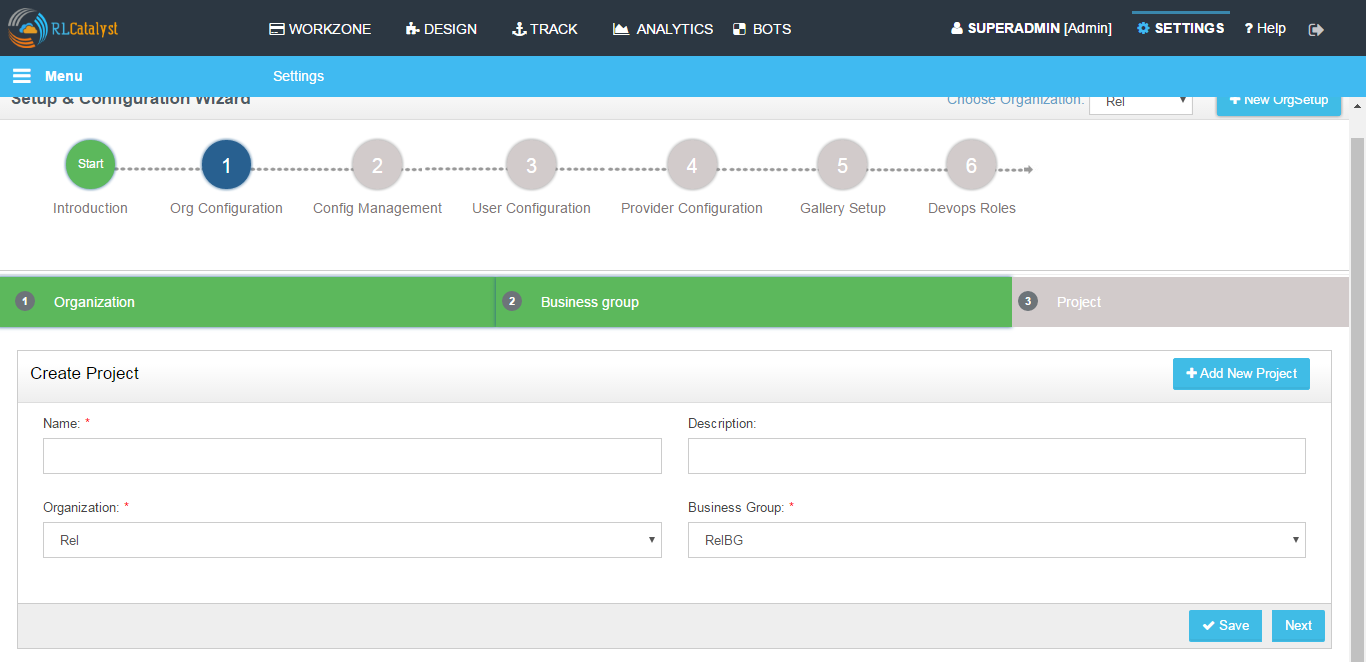 RLCatalyst WORKZONE DESIGN TRACK ANALYTICS BOTS SUPERADMIN [Admin] SETTINGS ? Help
Menu Settings
Setup & Configuration Wizard Choose Organization: Rel + New OrgSetup
Start 1 2 3 4 5 6
Introduction Org Configuration Config Management User Configuration Provider Configuration Gallery Setup Devops Roles
1 Organization 2 Business group 3 Project
Create Project + Add New Project
Name: * Description:
Organization: * Business Group: *
Rel RelBG
Save Next